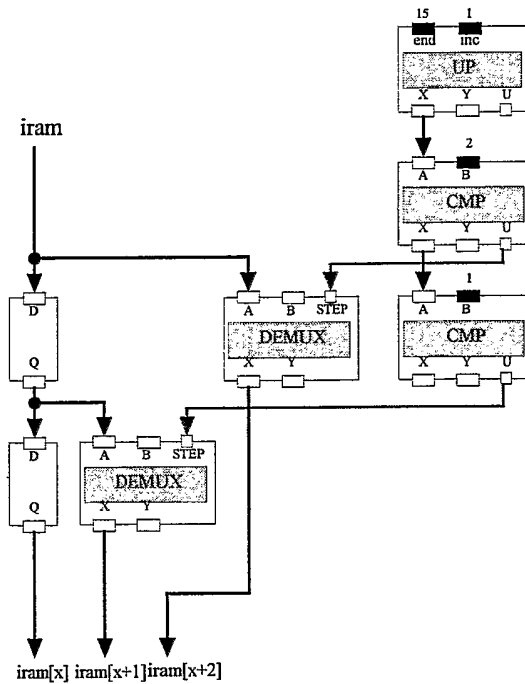 15 1
end inc
UP
X Y U
iram
2
A B
CMP
X Y U
1
D
A B STEP
A B
DEMUX
CMP
Q
X Y
X Y U
D
A B STEP
DEMUX
Q
X Y
iram[x] iram[x+1] iram[x+2]